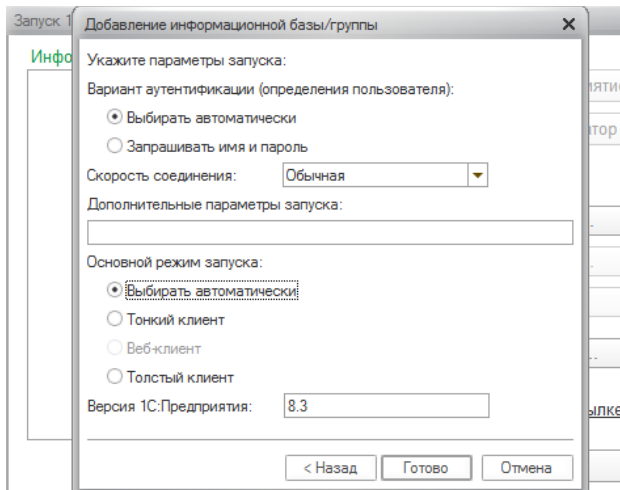 Запуск 1
Добавление информационной базы/группы
Инфо
Укажите параметры запуска:
Вариант аутентификации (определения пользователя):
Выбирать автоматически
Запрашивать имя и пароль
Скорость соединения: Обычная
Дополнительные параметры запуска:
Основной режим запуска:
Выбирать автоматически
Тонкий клиент
Веб-клиент
Толстый клиент
Версия 1С:Предприятия: 8.3
< Назад Готово Отмена